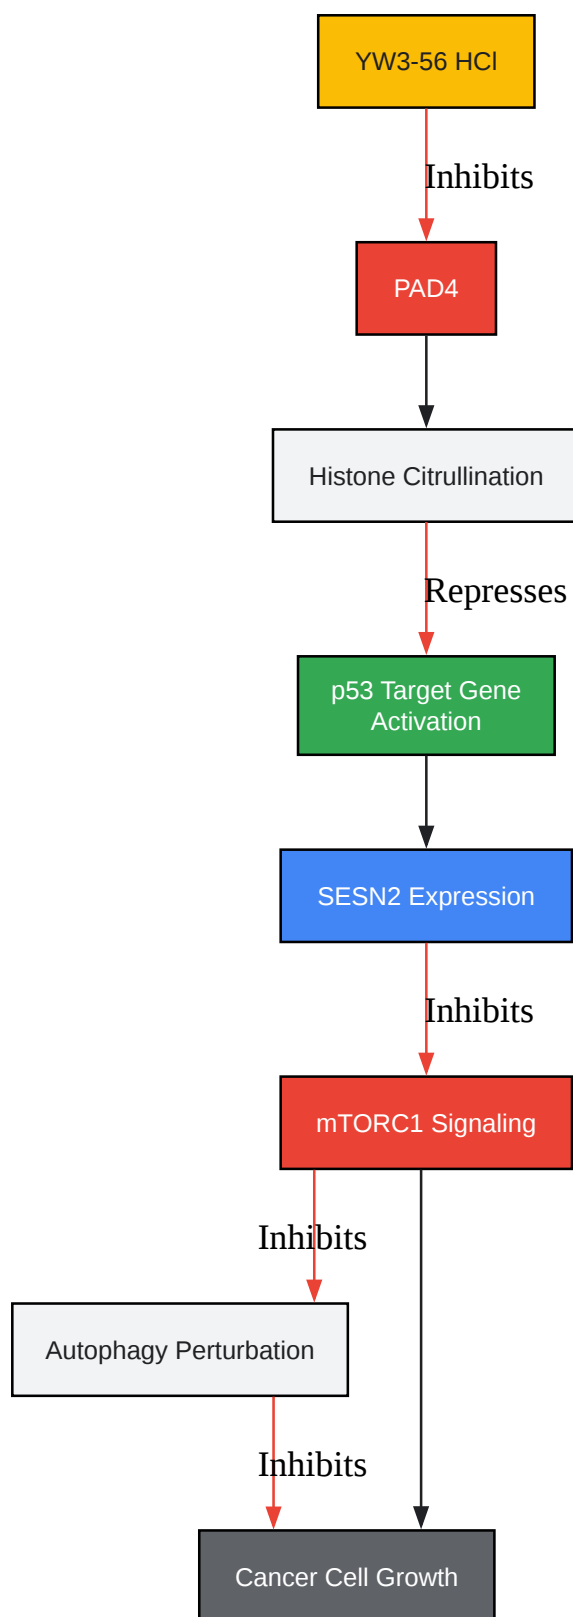 YW3-56 HCl
Inhibits
PAD4
Histone Citrullination
Represses
p53 Target Gene
Activation
SESN2 Expression
Inhibits
mTORC1 Signaling
Inhibits
Autophagy Perturbation
Inhibits
Cancer Cell Growth